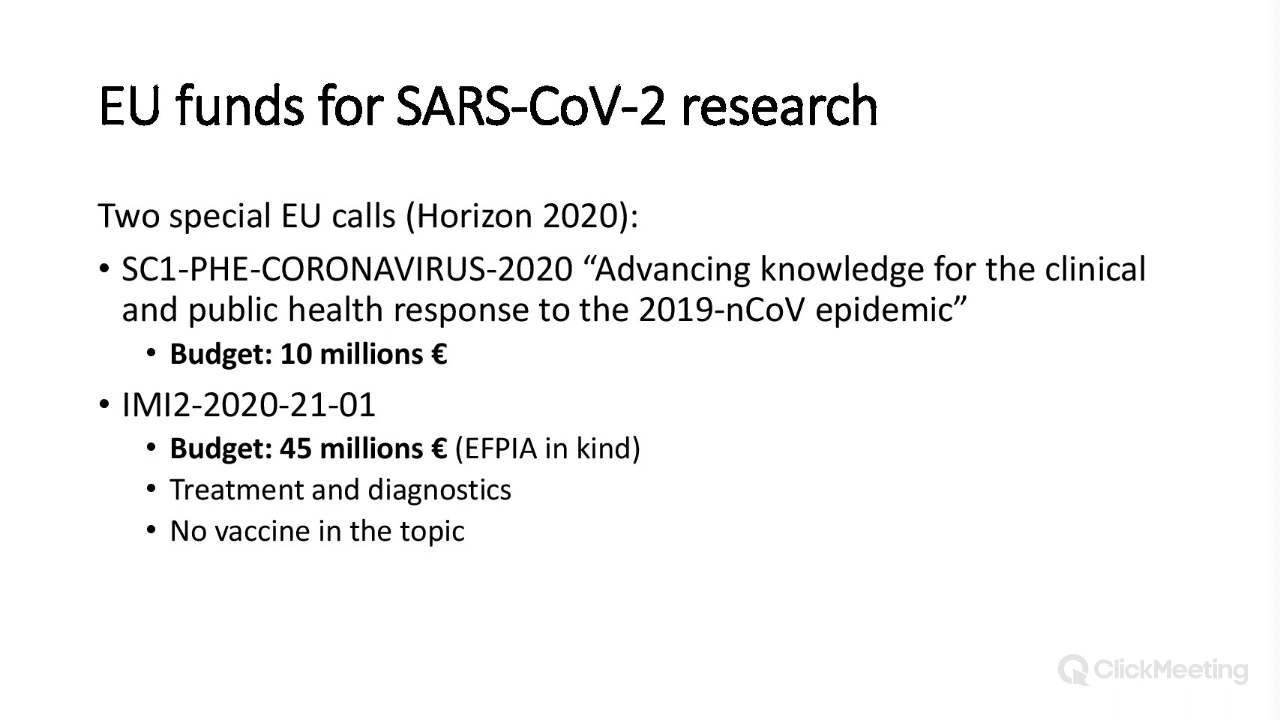 EU funds for SARS-CoV-2 research
Two special EU calls (Horizon 2020):
• SC1-PHE-CORONAVIRUS-2020 “Advancing knowledge for the clinical
and public health response to the 2019-nCoV epidemic”
• Budget: 10 millions €
• IMI2-2020-21-01
• Budget: 45 millions € (EFPIA in kind)
• Treatment and diagnostics
• No vaccine in the topic
ClickMeeting